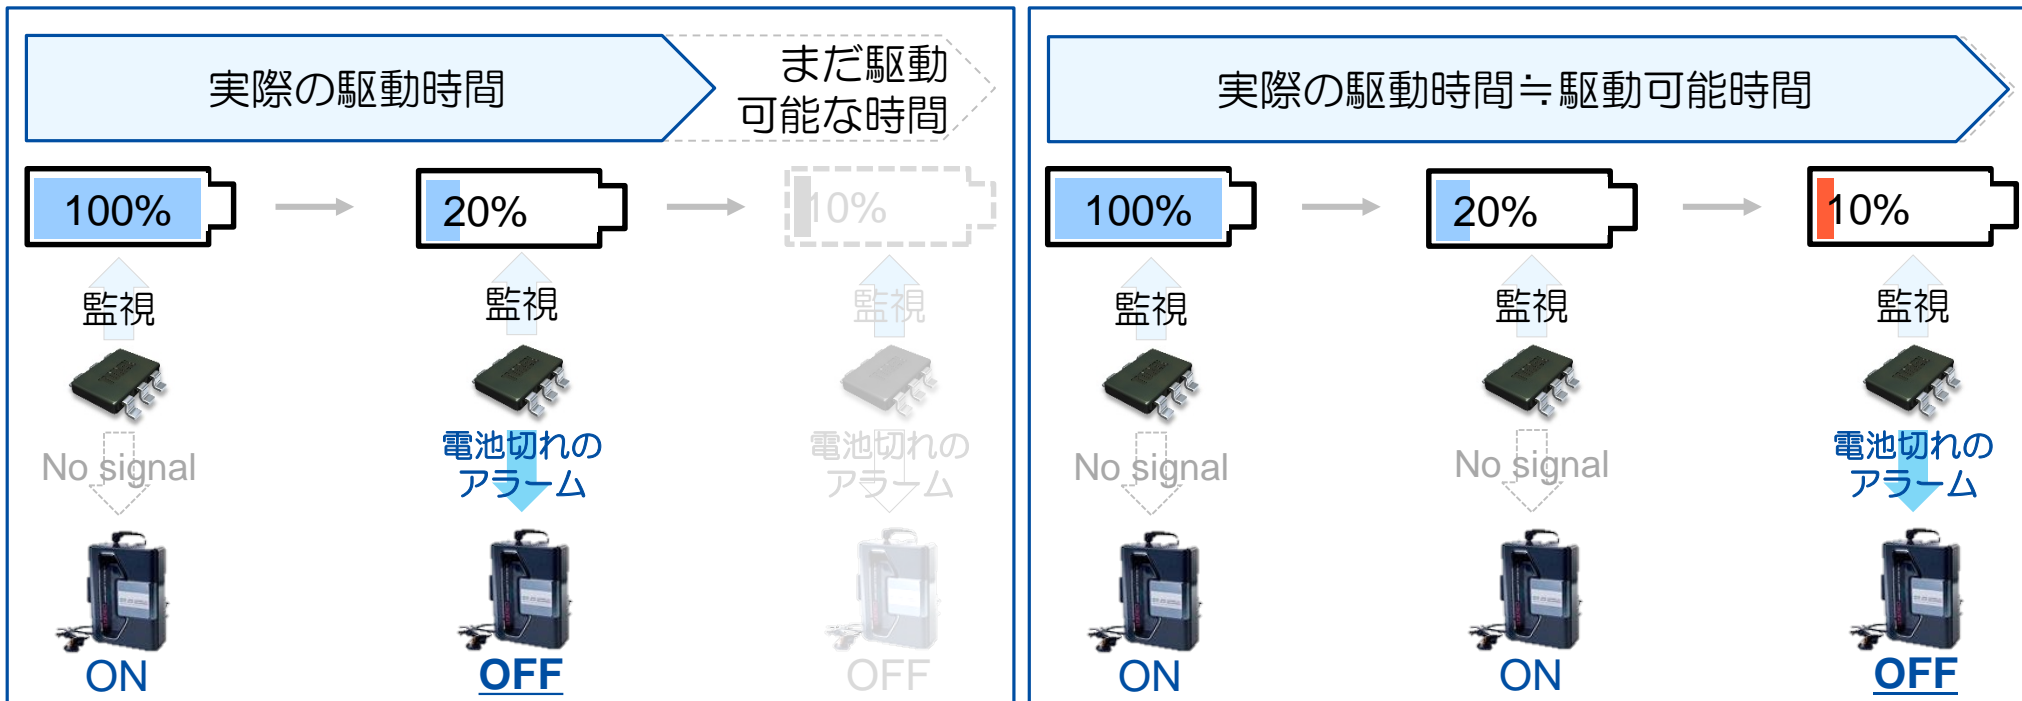 実際の駆動時間
まだ駆動
可能な時間
100%
20%
10%
監視
監視
監視
No signal
電池切れの
アラーム
電池切れの
アラーム
ON
OFF
OFF
実際の駆動時間≒駆動可能時間
100%
20%
10%
監視
監視
監視
No signal
No signal
電池切れの
アラーム
ON
ON
OFF